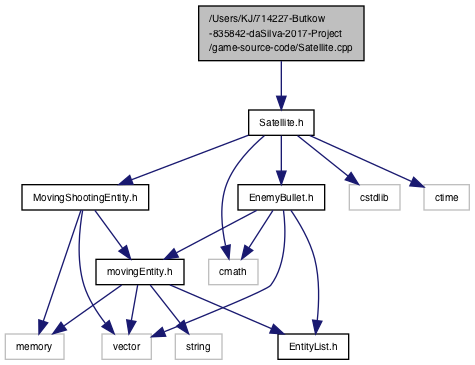 /Users/KJ/714227-Butkow
-835842-daSilva-2017-Project
/game-source-code/Satellite.cpp
Satellite.h
MovingShootingEntity.h
EnemyBullet.h
cstdlib
ctime
movingEntity.h
cmath
memory
vector
string
EntityList.h